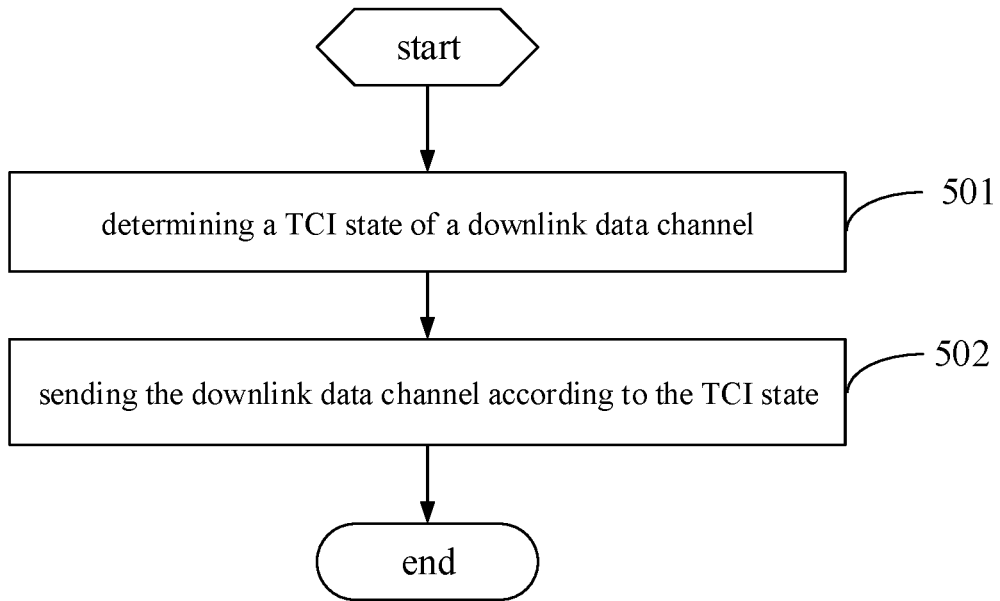 start
determining a TCI state of a downlink data channel
501
sending the downlink data channel according to the TCI state
502
end